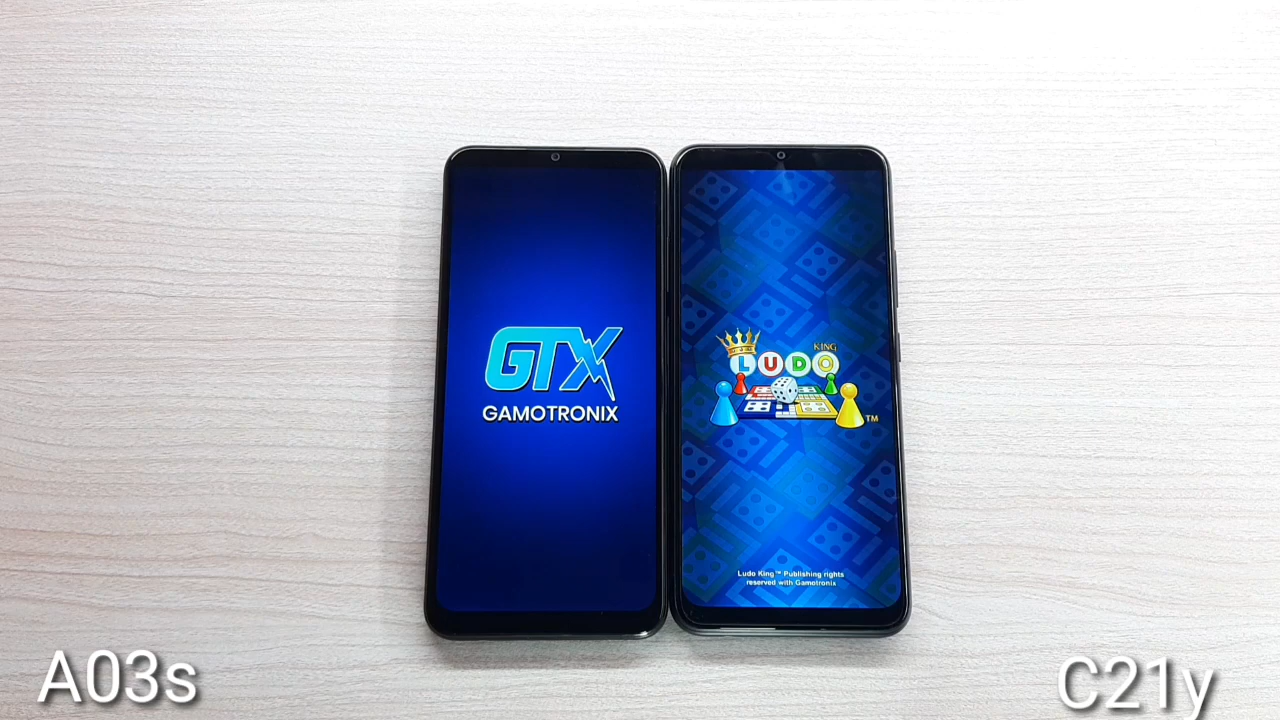 GTX
GAMOTRONIX
KING
LUDO
TM
Ludo King™ Publishing rights
reserved with Gamotronix
A03s
C21y